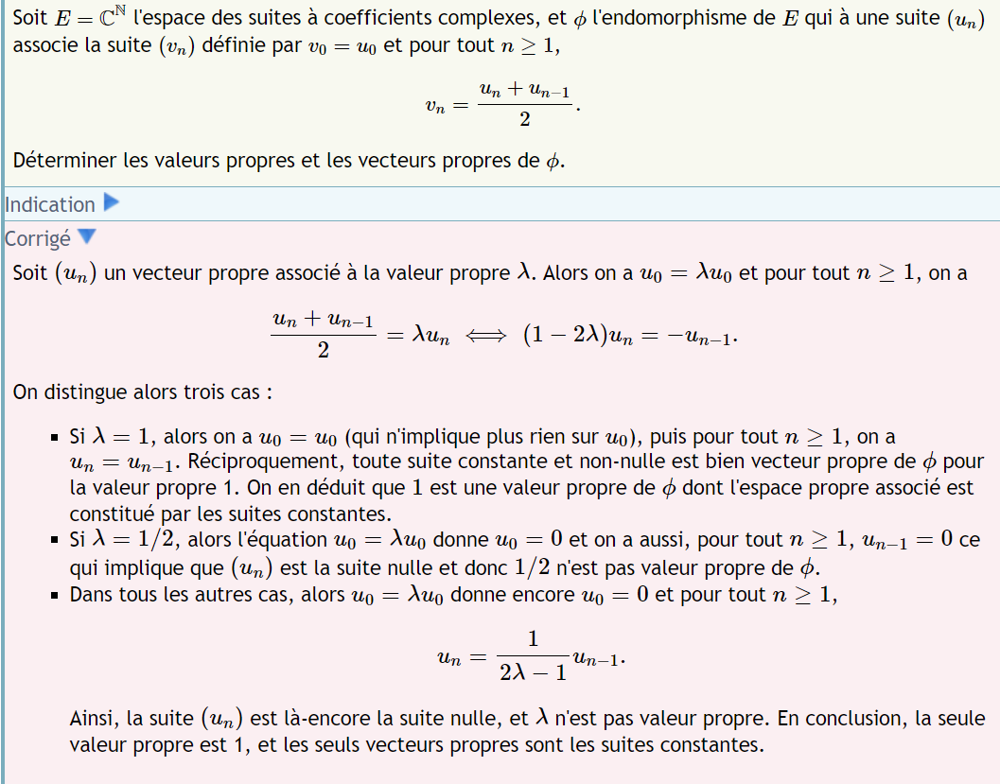 Soit $E = \mathbb{C}^{\mathbb{N}}$ l'espace des suites à coefficients complexes, et $\phi$ l'endomorphisme de $E$ qui à une suite $(u_n)$
associe la suite $(v_n)$ définie par $v_0 = u_0$ et pour tout $n \geq 1$,
$v_n = \frac{u_n + u_{n-1}}{2}.$
Déterminer les valeurs propres et les vecteurs propres de $\phi$.
Indication
Corrigé
Soit $(u_n)$ un vecteur propre associé à la valeur propre $\lambda$. Alors on a $u_0 = \lambda u_0$ et pour tout $n \geq 1$, on a
$\frac{u_n + u_{n-1}}{2} = \lambda u_n \iff (1 - 2\lambda)u_n = -u_{n-1}.$
On distingue alors trois cas :
▪ Si $\lambda = 1$, alors on a $u_0 = u_0$ (qui n'implique plus rien sur $u_0$), puis pour tout $n \geq 1$, on a
$u_n = u_{n-1}$. Réciproquement, toute suite constante et non-nulle est bien vecteur propre de $\phi$ pour
la valeur propre 1. On en déduit que $1$ est une valeur propre de $\phi$ dont l'espace propre associé est
constitué par les suites constantes.
▪ Si $\lambda = 1/2$, alors l'équation $u_0 = \lambda u_0$ donne $u_0 = 0$ et on a aussi, pour tout $n \geq 1$, $u_{n-1} = 0$ ce
qui implique que $(u_n)$ est la suite nulle et donc $1/2$ n'est pas valeur propre de $\phi$.
▪ Dans tous les autres cas, alors $u_0 = \lambda u_0$ donne encore $u_0 = 0$ et pour tout $n \geq 1$,
$u_n = \frac{1}{2\lambda - 1} u_{n-1}.$
Ainsi, la suite $(u_n)$ est là-encore la suite nulle, et $\lambda$ n'est pas valeur propre. En conclusion, la seule
valeur propre est 1, et les seuls vecteurs propres sont les suites constantes.